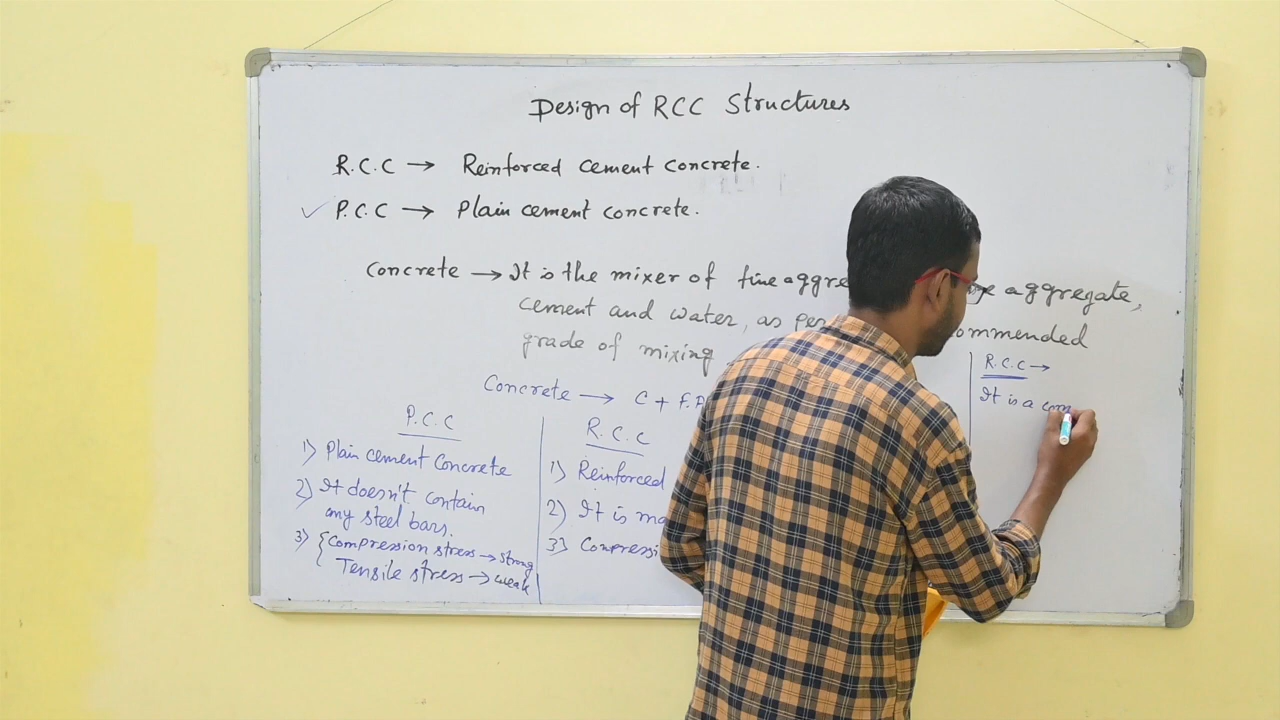 Design of RCC Structures
R.C.C → Reinforced cement concrete.
✓ P.C.C → Plain cement concrete.
Concrete → It is the mixer of fine aggre aggregate,
cement and water, as per ommended
grade of mixing
Concrete → C + F.A
P.C.C
1) Plain cement Concrete
2) It doesn't contain
any steel bars.
3) { Compression stress → strong
Tensile stress → weak
R.C.C
1) Reinforced
2) It is ma
3) Compressi
R.C.C →
It is a com